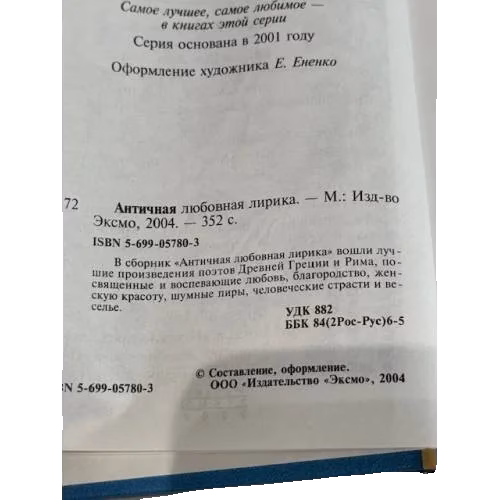 Самое лучшее, самое любимое —
в книгах этой серии
Серия основана в 2001 году
Оформление художника Е. Ененко
72 Античная любовная лирика. — М.: Изд-во
Эксмо, 2004. — 352 с.
ISBN 5-699-05780-3
В сборник «Античная любовная лирика» вошли луч-
шие произведения поэтов Древней Греции и Рима, по-
священные и воспевающие любовь, благородство, жен-
скую красоту, шумные пиры, человеческие страсти и ве-
селье.
УДК 882
ББК 84(2Рос-Рус)6-5
© Составление, оформление.
BN 5-699-05780-3 ООО «Издательство «Эксмо», 2004